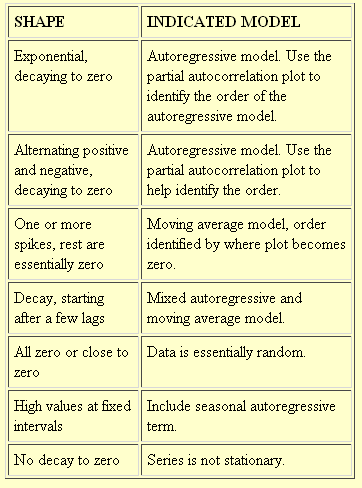 SHAPE
INDICATED MODEL
Exponential,
decaying to zero
Autoregressive model. Use the
partial autocorrelation plot to
identify the order of the
autoregressive model.
Alternating positive
and negative,
decaying to zero
Autoregressive model. Use the
partial autocorrelation plot to
help identify the order.
One or more
spikes, rest are
essentially zero
Moving average model, order
identified by where plot becomes
zero.
Decay, starting
after a few lags
Mixed autoregressive and
moving average model.
All zero or close to
zero
Data is essentially random.
High values at fixed
intervals
Include seasonal autoregressive
term.
No decay to zero
Series is not stationary.